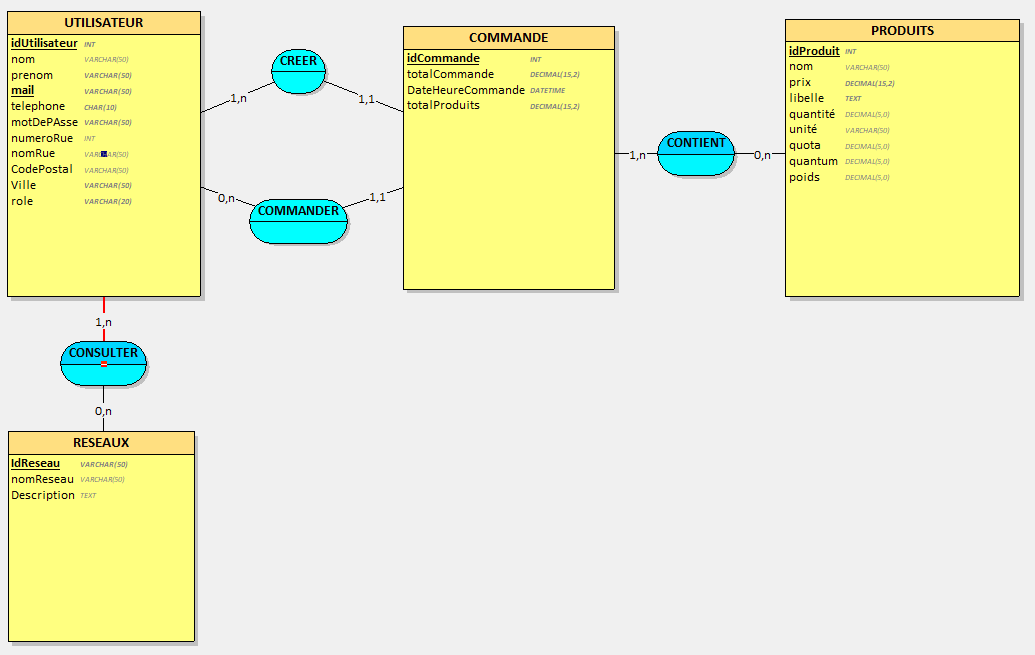 UTILISATEUR
idUtilisateur INT
nom VARCHAR(50)
prenom VARCHAR(50)
mail VARCHAR(50)
telephone CHAR(10)
motDePAsse VARCHAR(50)
numeroRue INT
nomRue VARCHAR(50)
CodePostal VARCHAR(50)
Ville VARCHAR(50)
role VARCHAR(20)
CREER
1,n
1,1
COMMANDER
0,n
1,1
COMMANDE
idCommande INT
totalCommande DECIMAL(15,2)
DateHeureCommande DATETIME
totalProduits DECIMAL(15,2)
CONTIENT
1,n
0,n
PRODUITS
idProduit INT
nom VARCHAR(50)
prix DECIMAL(15,2)
libelle TEXT
quantité DECIMAL(5,0)
unité VARCHAR(50)
quota DECIMAL(5,0)
quantum DECIMAL(5,0)
poids DECIMAL(5,0)
1,n
CONSULTER
0,n
RESEAUX
IdReseau VARCHAR(50)
nomReseau VARCHAR(50)
Description TEXT